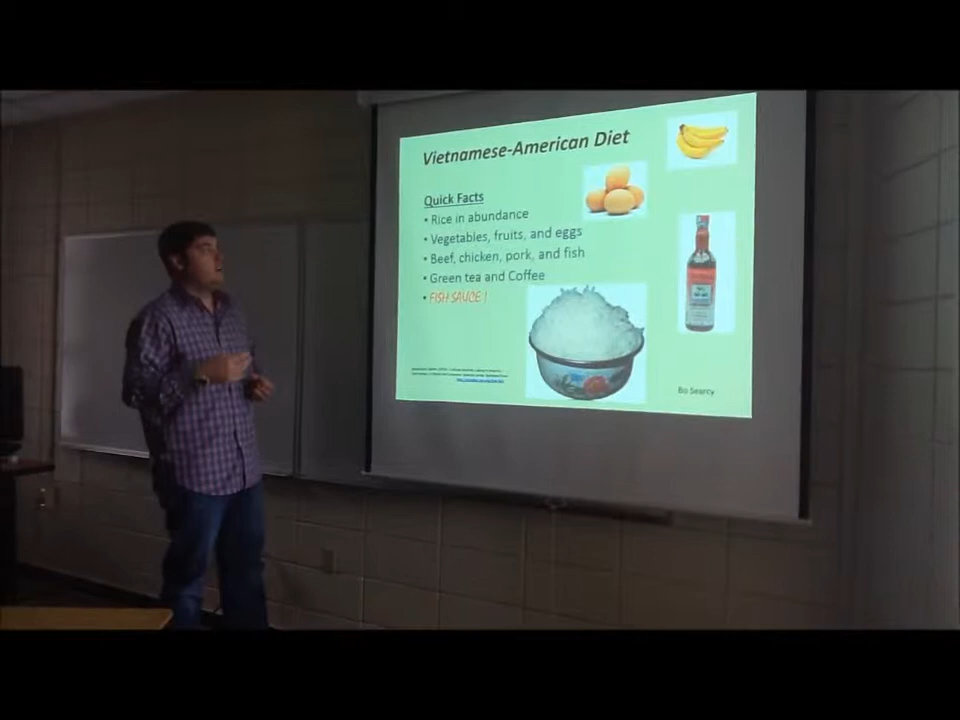 Vietnamese-American Diet
Quick Facts
• Rice in abundance
• Vegetables, fruits, and eggs
• Beef, chicken, pork, and fish
• Green tea and Coffee
• FISH SAUCE !
Bo Searcy